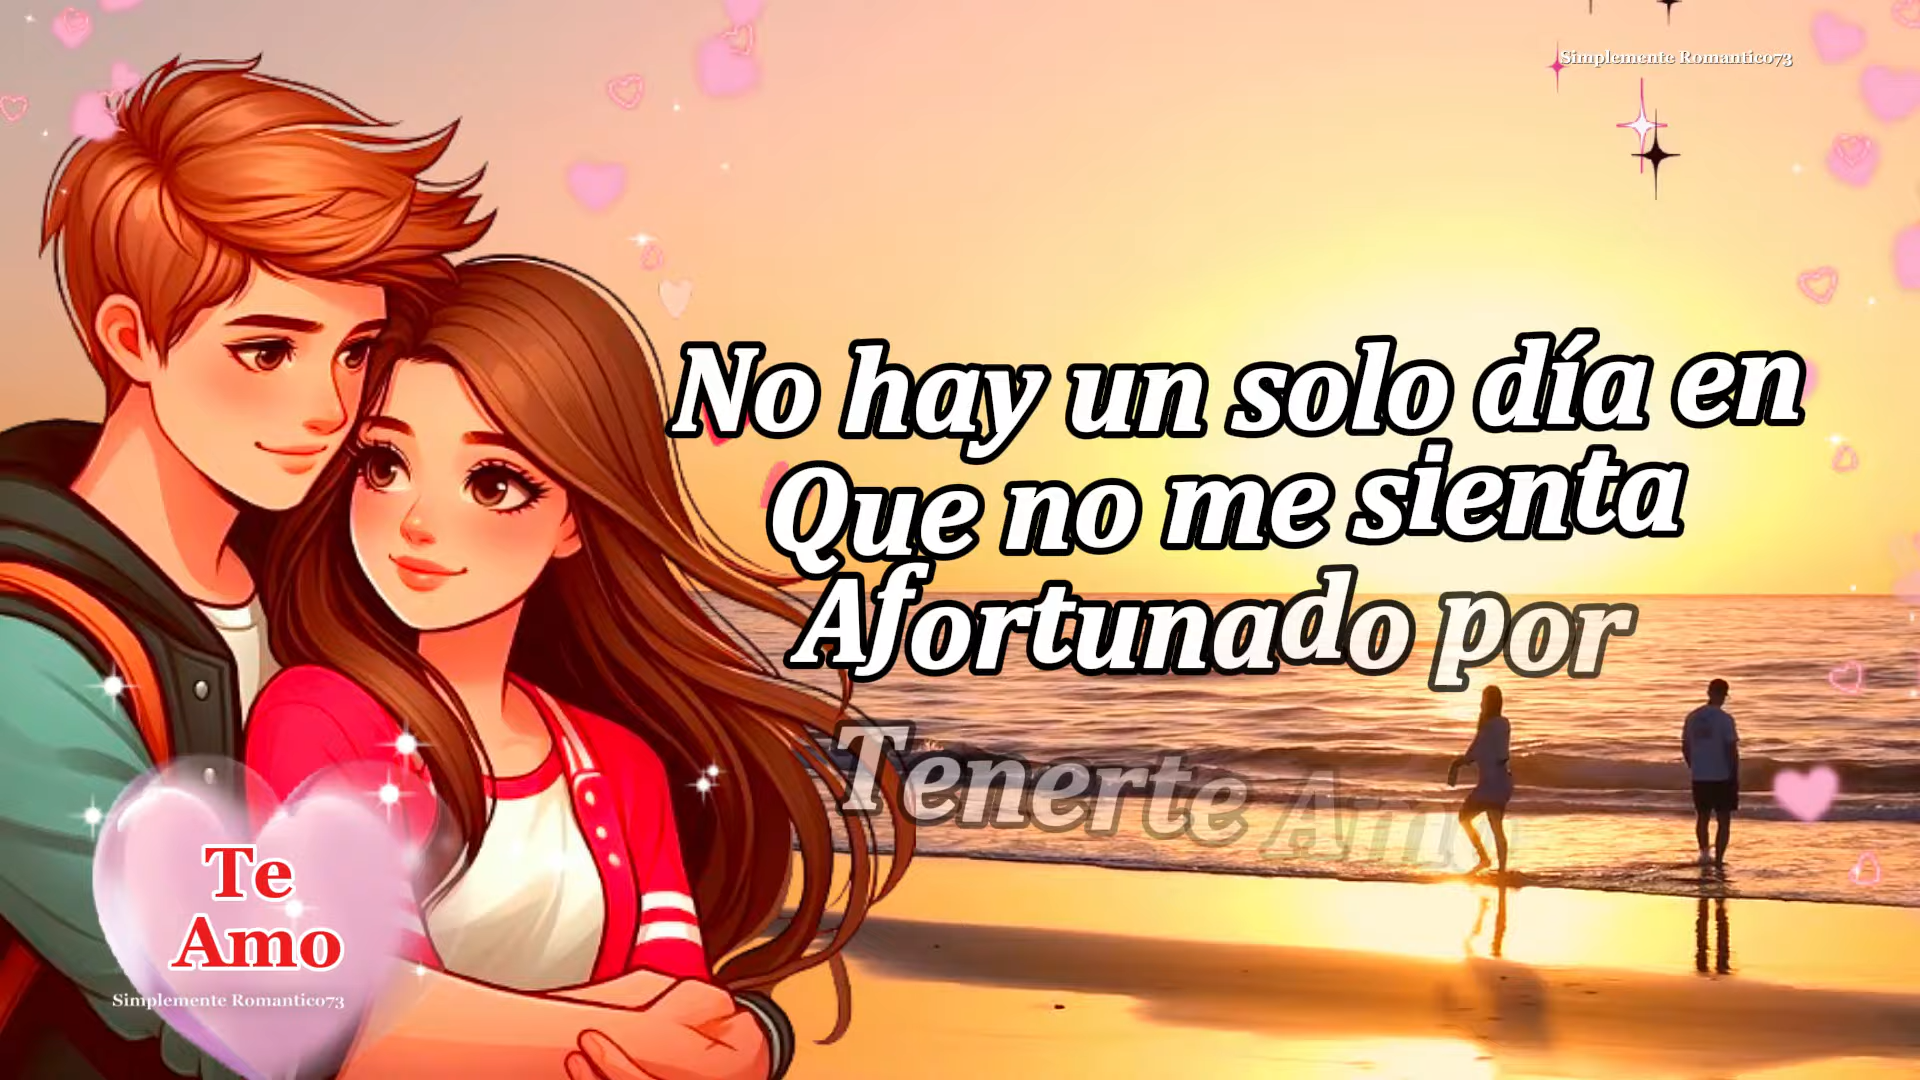 Simplemente Romantico73
No hay un solo día en
Que no me sienta
Afortunado por
Tenerte Am
Te
Amo
Simplemente Romantico73